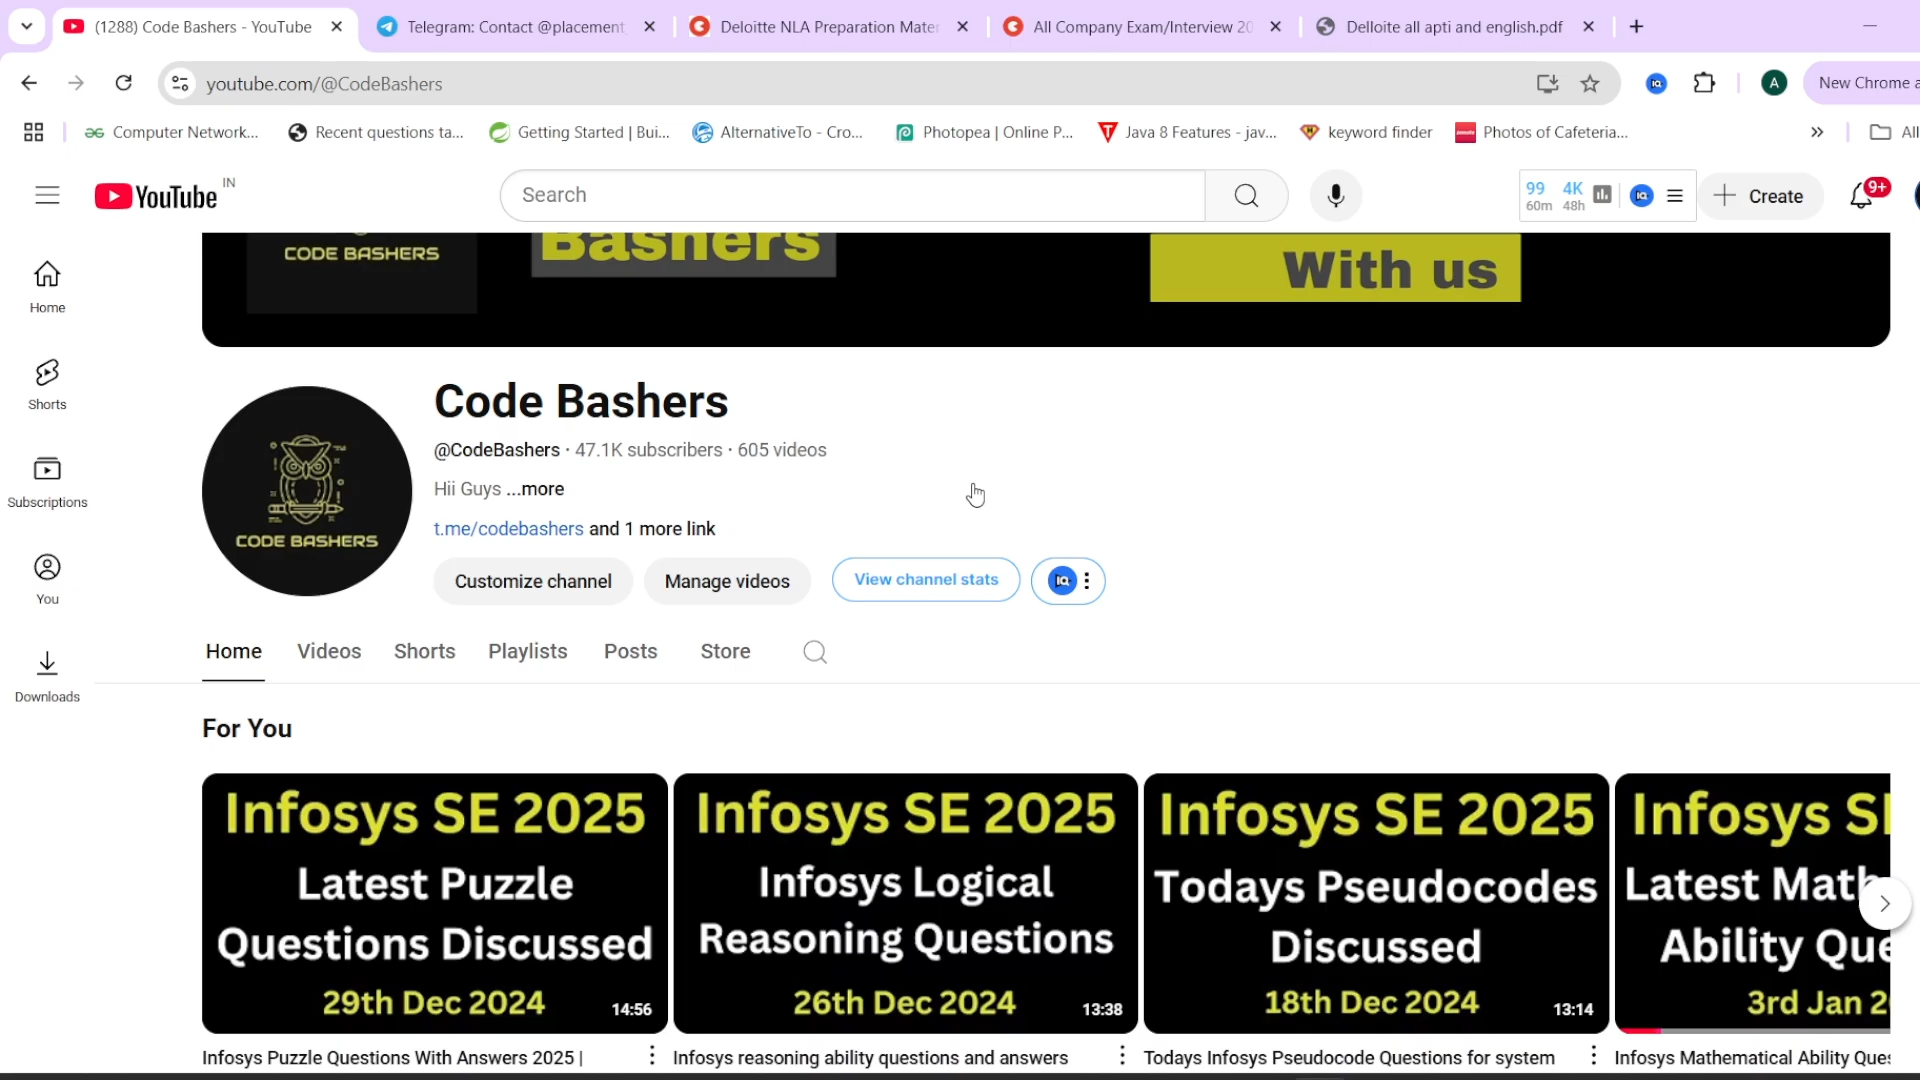 (1288) Code Bashers - YouTube
Telegram: Contact @placement
Deloitte NLA Preparation Mater
All Company Exam/Interview 20
Delloite all apti and english.pdf
youtube.com/@CodeBashers
A
New Chrome a
Computer Network...
Recent questions ta...
Getting Started | Bui...
AlternativeTo - Cro...
Photopea | Online P...
Java 8 Features - jav...
keyword finder
Photos of Cafeteria...
All
YouTube IN
Search
99 60m
4K 48h
Create
9+
Home
Shorts
Subscriptions
You
Downloads
CODE BASHERS
Bashers
With us
CODE BASHERS
Code Bashers
@CodeBashers · 47.1K subscribers · 605 videos
Hii Guys ...more
t.me/codebashers and 1 more link
Customize channel
Manage videos
View channel stats
Home
Videos
Shorts
Playlists
Posts
Store
For You
Infosys SE 2025
Latest Puzzle
Questions Discussed
29th Dec 2024
14:56
Infosys SE 2025
Infosys Logical
Reasoning Questions
26th Dec 2024
13:38
Infosys SE 2025
Todays Pseudocodes
Discussed
18th Dec 2024
13:14
Infosys S
Latest Math
Ability Que
3rd Jan 2
Infosys Puzzle Questions With Answers 2025 |
Infosys reasoning ability questions and answers
Todays Infosys Pseudocode Questions for system
Infosys Mathematical Ability Ques